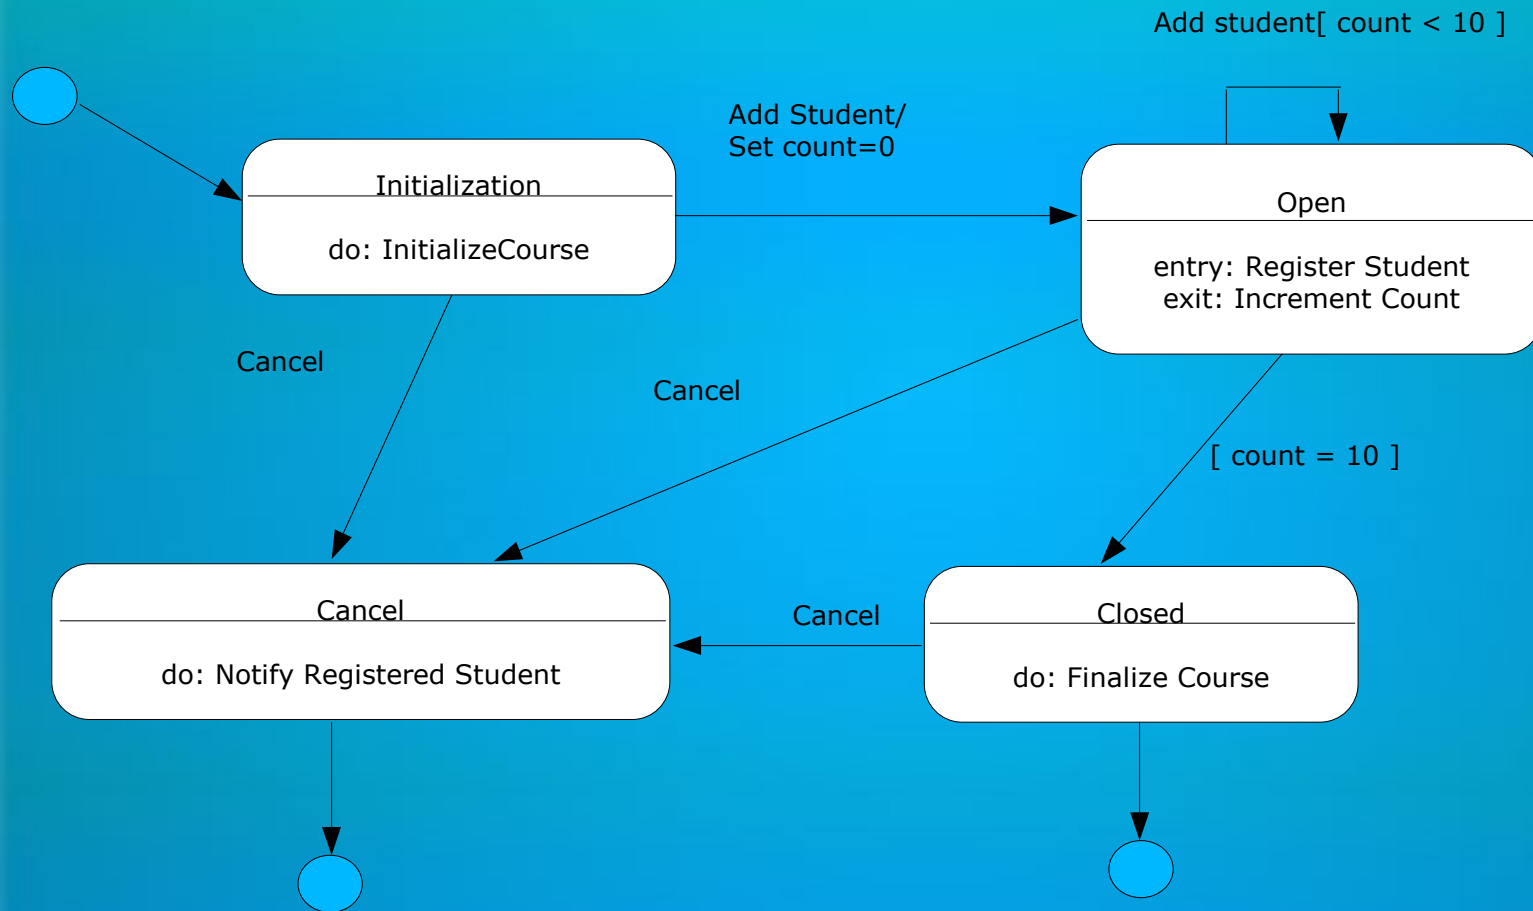 Add student[ count < 10 ]
Add Student/
Set count=0
Initialization
do: InitializeCourse
Open
entry: Register Student
exit: Increment Count
Cancel
Cancel
[ count = 10 ]
Cancel
do: Notify Registered Student
Cancel
Closed
do: Finalize Course